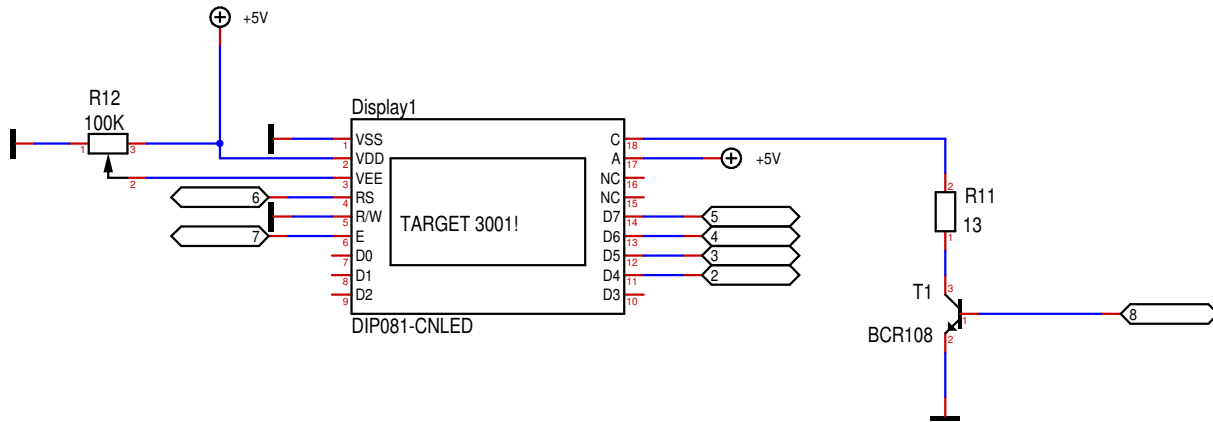 +5V
R12
100K
1
3
2
Display1
VSS
1
VDD
2
VEE
3
6
RS
4
R/W
5
7
E
6
D0
7
D1
8
D2
9
TARGET 3001!
C
18
A
17
+5V
NC
16
NC
15
D7
14
5
D6
13
4
D5
12
3
D4
11
2
D3
10
DIP081-CNLED
2
R11
13
1
3
T1
1
8
BCR108
2